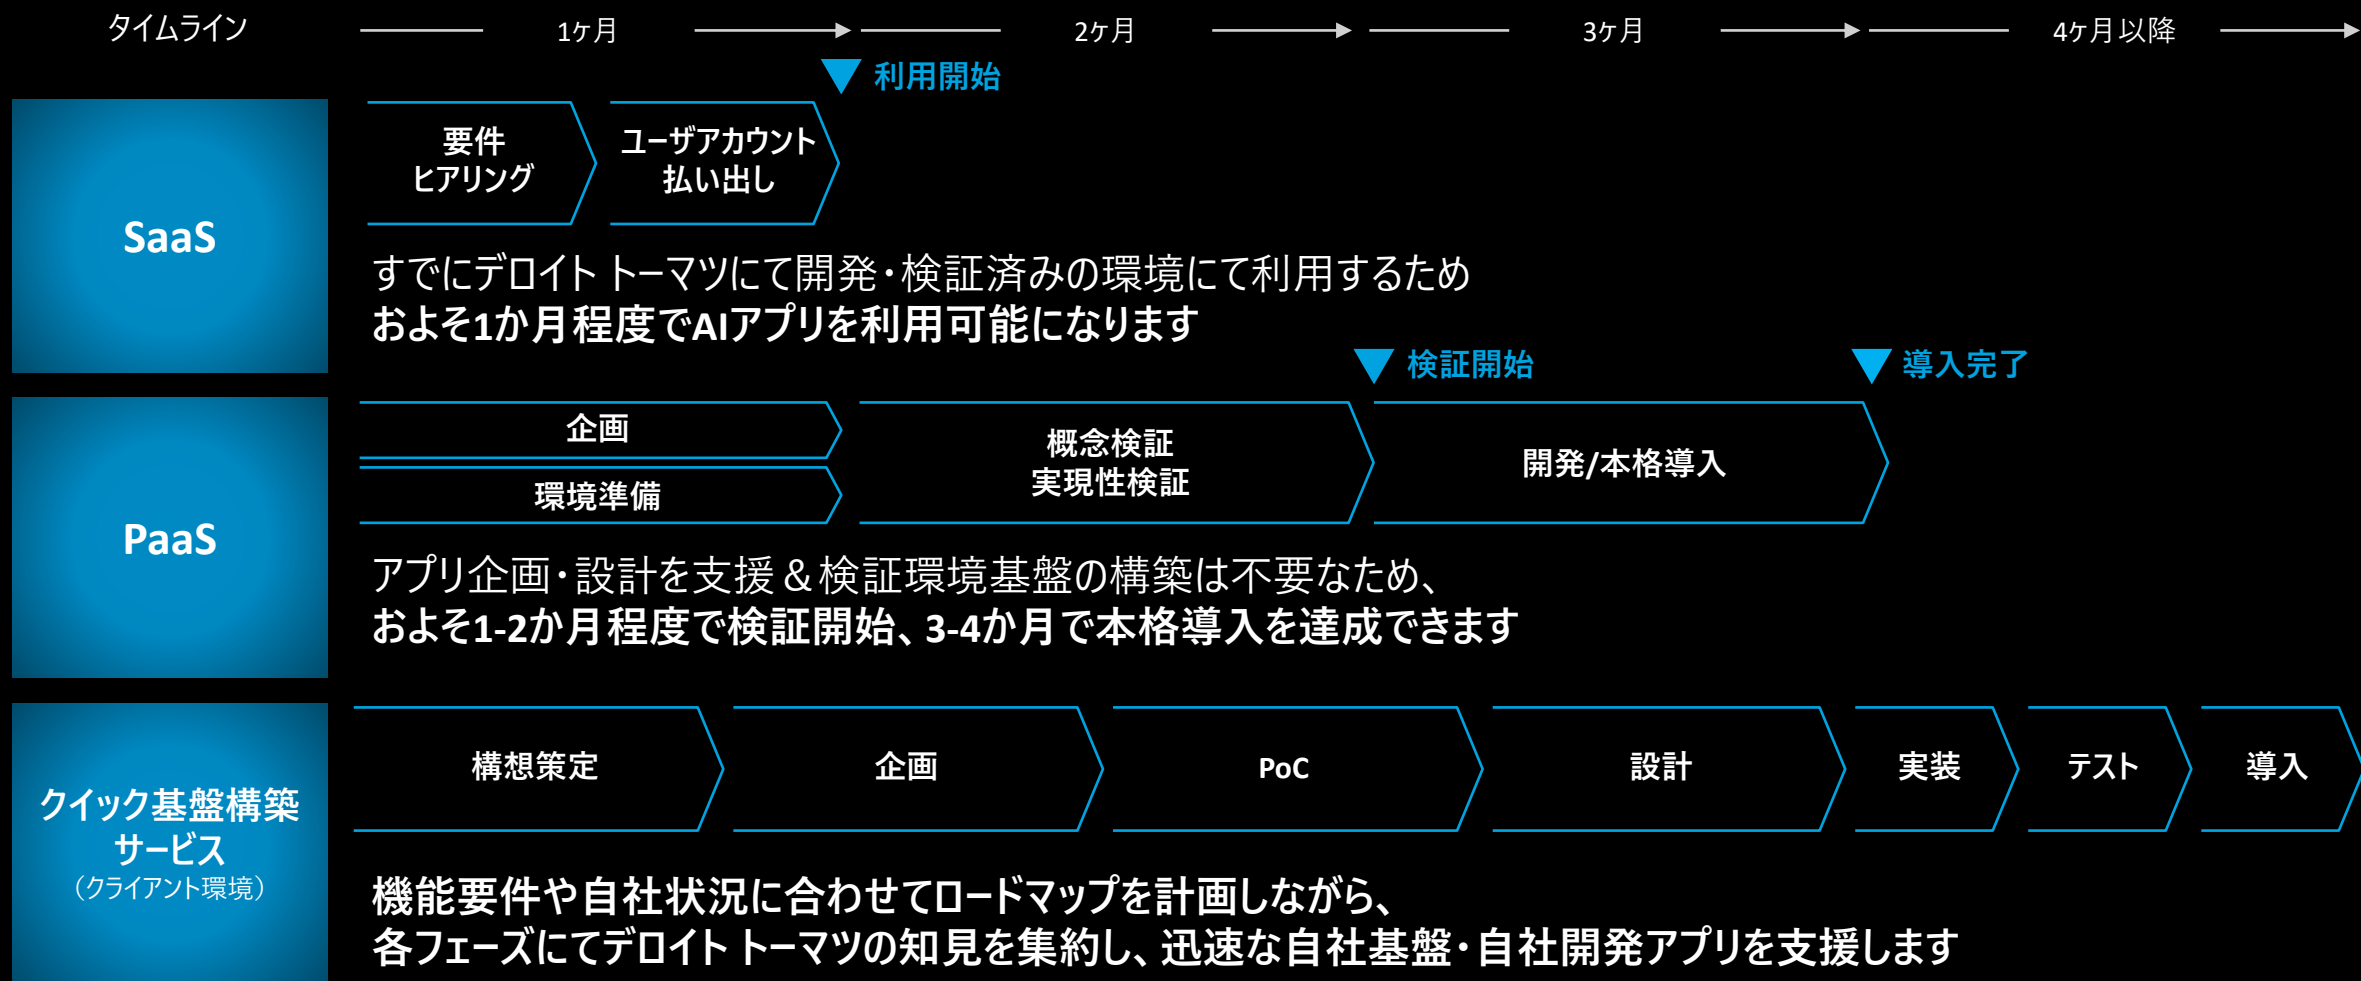 タイムライン
1ケ月
2ケ月
3ケ月
4ケ月以降
利用開始
SaaS
要件
ヒアリング
ユーザアカウント
払い出し
すでにデロイト トーマツにて開発・検証済みの環境にて利用するため
およそ1か月程度でAIアプリを利用可能になります
検証開始
導入完了
PaaS
企画
環境準備
概念検証
実現性検証
開発/本格導入
アプリ企画・設計を支援＆検証環境基盤の構築は不要なため、
およそ1-2か月程度で検証開始、3-4か月で本格導入を達成できます
クイック基盤構築
サービス
（クライアント環境）
構想策定
企画
PoC
設計
実装
テスト
導入
機能要件や自社状況に合わせてロードマップを計画しながら、
各フェーズにてデロイト トーマツの知見を集約し、迅速な自社基盤・自社開発アプリを支援します